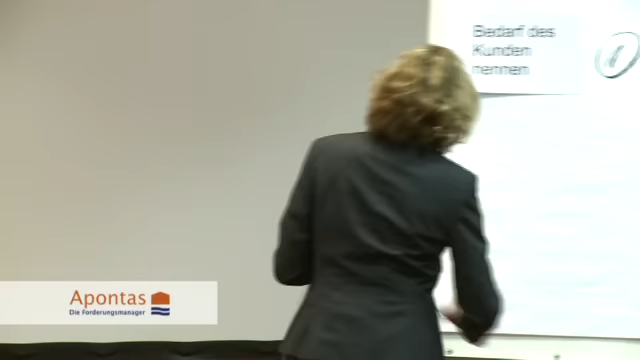 Bedarf des
Kunden
nennen
Apontas
Die Forderungsmanager